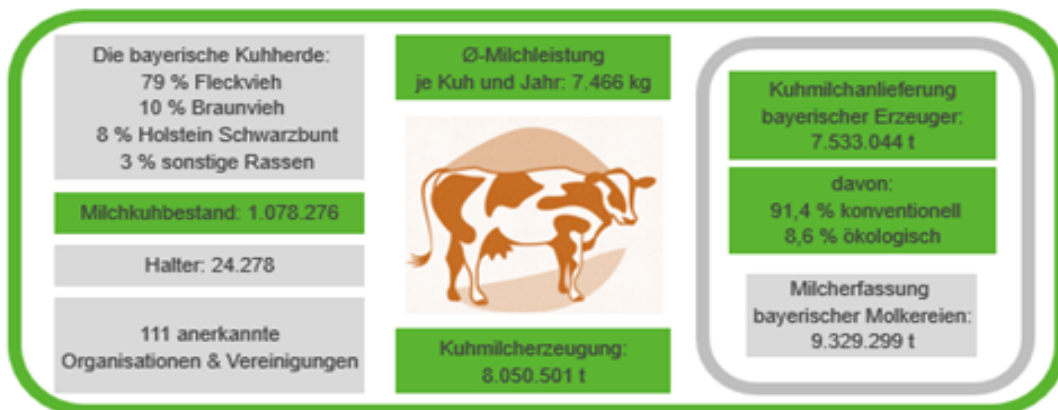 Die bayerische Kuhherde:
79 % Fleckvieh
10 % Braunvieh
8 % Holstein Schwarzbunt
3 % sonstige Rassen
Milchkuhbestand: 1.078.276
Halter: 24.278
111 anerkannte
Organisationen & Vereinigungen
Ø-Milchleistung
je Kuh und Jahr: 7.466 kg
Kuhmilcherzeugung:
8.050.501 t
Kuhmilchanlieferung
bayerischer Erzeuger:
7.533.044 t
davon:
91,4 % konventionell
8,6 % ökologisch
Milcherfassung
bayerischer Molkereien:
9.329.299 t